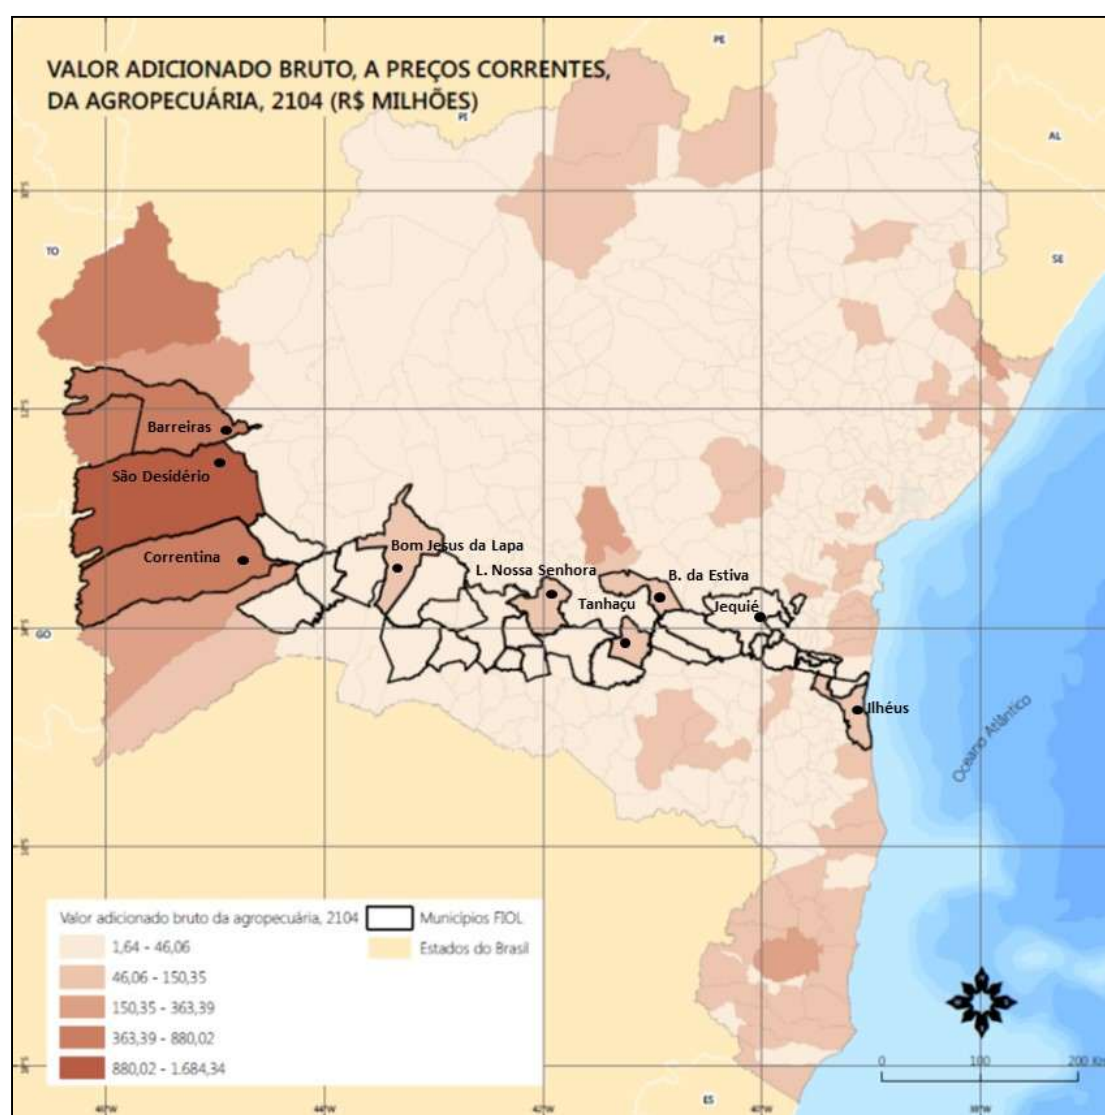 VALOR ADICIONADO BRUTO, A PREÇOS CORRENTES,
DA AGROPECUÁRIA, 2104 (R$ MILHÕES)
PE
PI
AL
TO
SE
Barreiras
São Desidério
Correntina
Bom Jesus da Lapa
L. Nossa Senhora
B. da Estiva
Tanhaçu
Jequié
GO
Ilhéus
Oceano Atlântico
Valor adicionado bruto da agropecuária, 2104
1,64 - 46,06
46,06 - 150,35
150,35 - 363,39
363,39 - 880,02
880,02 - 1.684,34
Municípios FIOL
Estados do Brasil
0 100 200 Km
ES